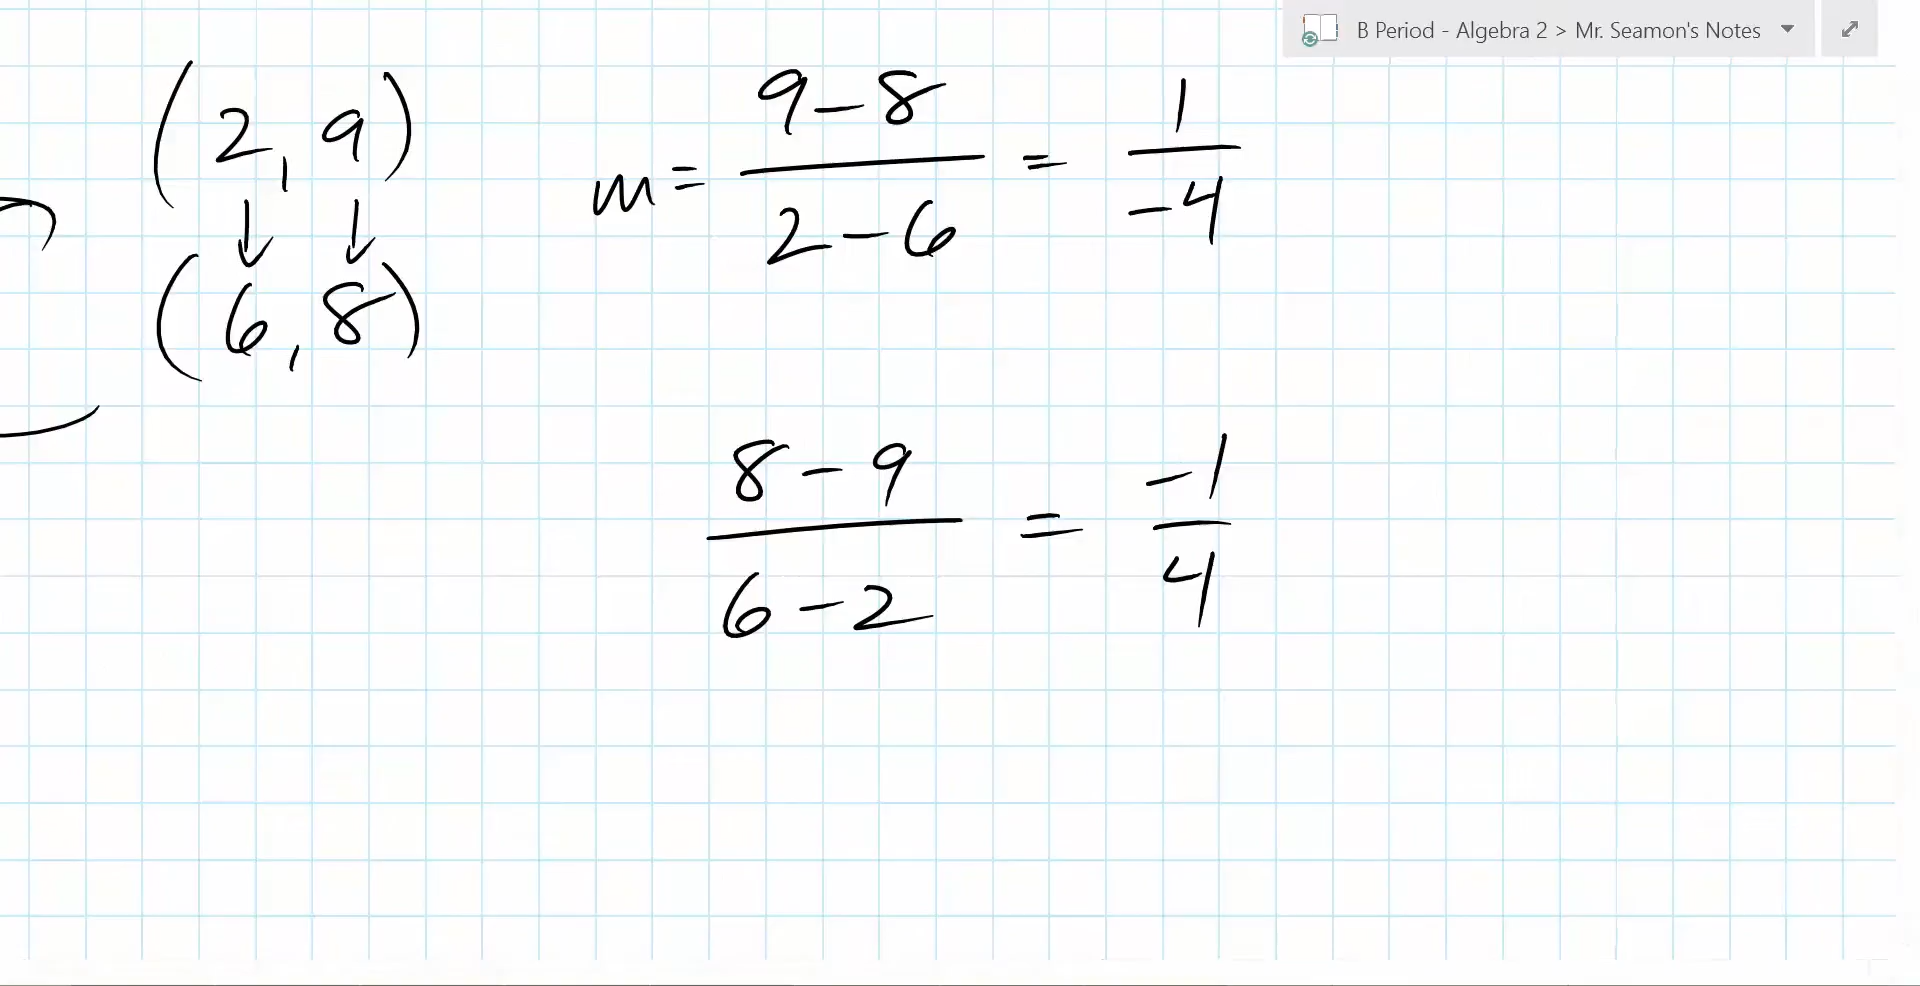 B Period - Algebra 2 > Mr. Seamon's Notes
(2, 9)
↓ ↓
(6, 8)
m = 9-8 / 2-6 = 1 / -4
8-9 / 6-2 = -1 / 4